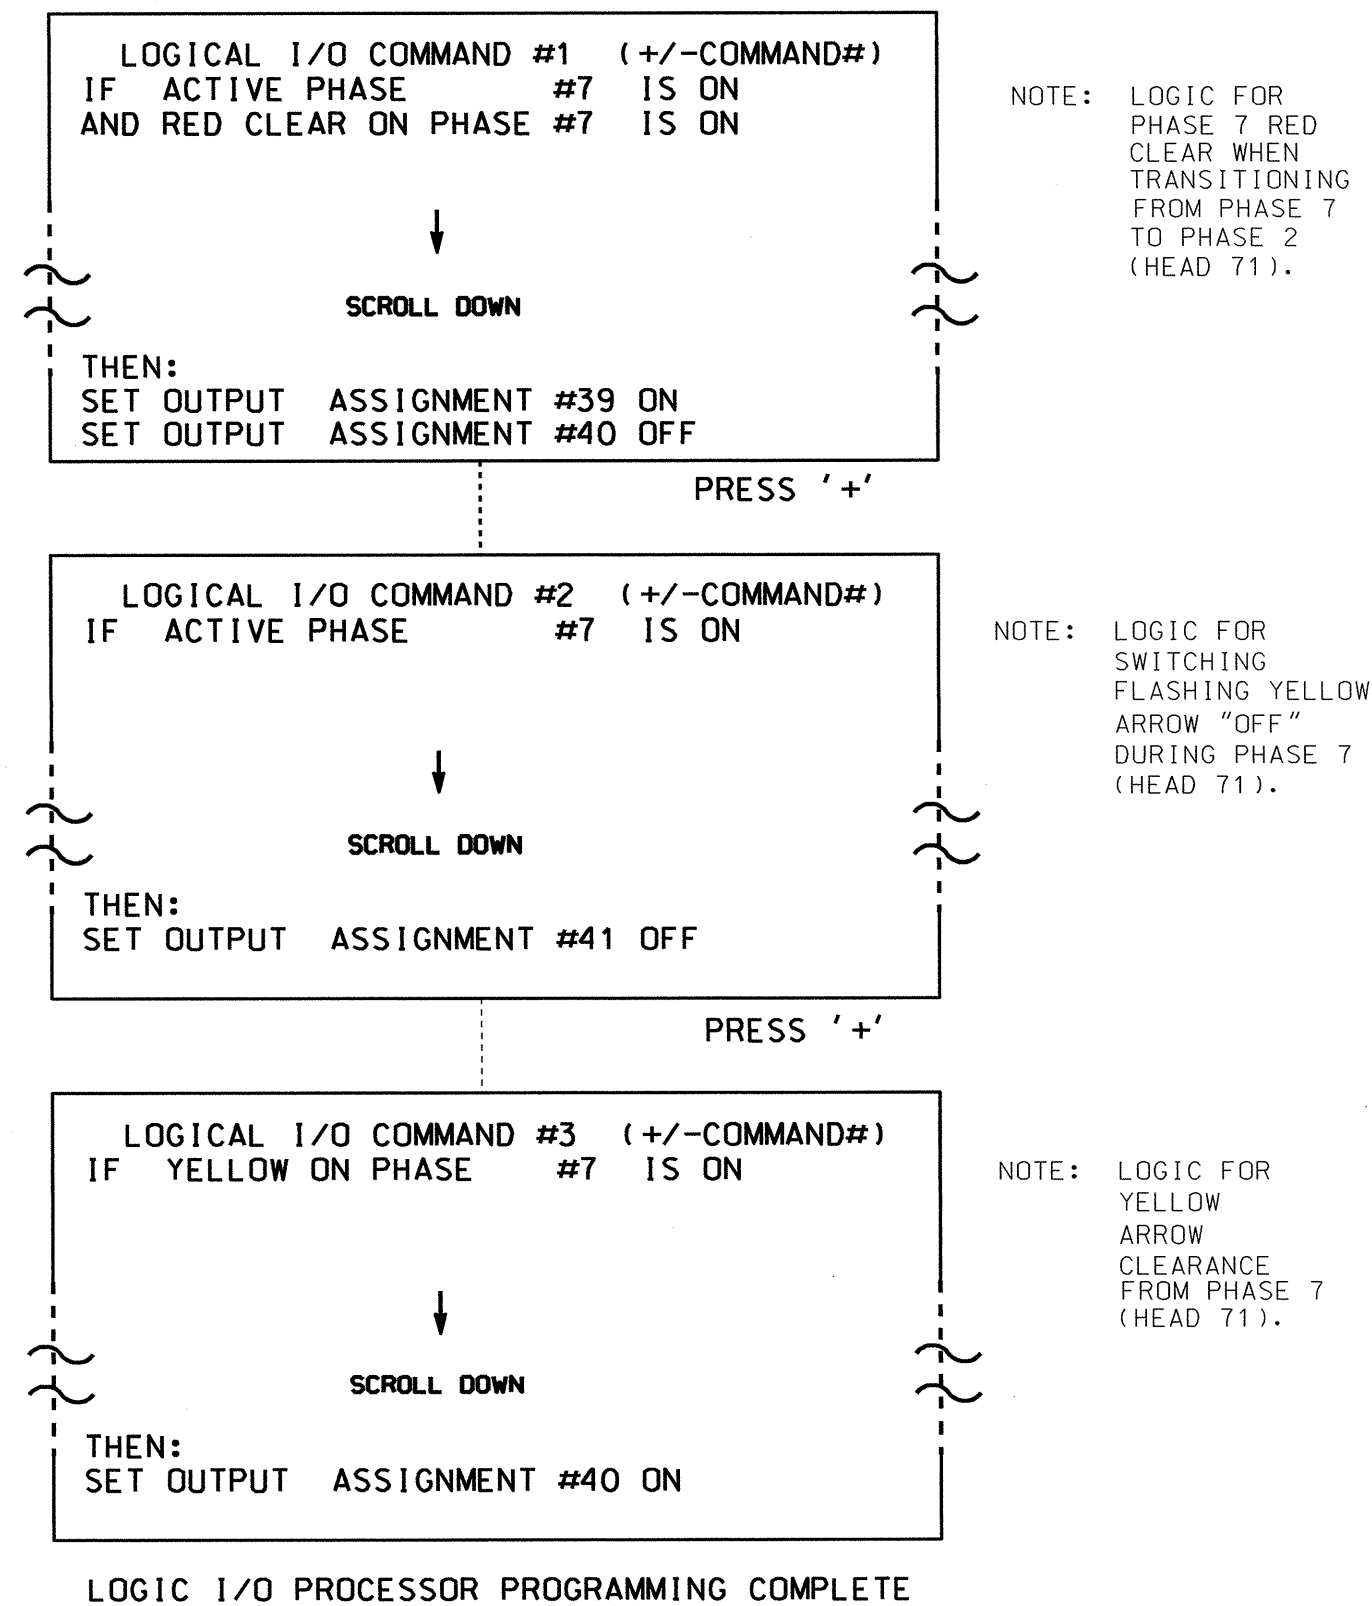 LOGICAL I/O COMMAND #1 (+/-COMMAND#)
IF ACTIVE PHASE #7 IS ON
AND RED CLEAR ON PHASE #7 IS ON
SCROLL DOWN
THEN:
SET OUTPUT ASSIGNMENT #39 ON
SET OUTPUT ASSIGNMENT #40 OFF
NOTE: LOGIC FOR
PHASE 7 RED
CLEAR WHEN
TRANSITIONING
FROM PHASE 7
TO PHASE 2
(HEAD 71).
PRESS '+'
LOGICAL I/O COMMAND #2 (+/-COMMAND#)
IF ACTIVE PHASE #7 IS ON
SCROLL DOWN
THEN:
SET OUTPUT ASSIGNMENT #41 OFF
NOTE: LOGIC FOR
SWITCHING
FLASHING YELLOW
ARROW "OFF"
DURING PHASE 7
(HEAD 71).
PRESS '+'
LOGICAL I/O COMMAND #3 (+/-COMMAND#)
IF YELLOW ON PHASE #7 IS ON
SCROLL DOWN
THEN:
SET OUTPUT ASSIGNMENT #40 ON
NOTE: LOGIC FOR
YELLOW
ARROW
CLEARANCE
FROM PHASE 7
(HEAD 71).
LOGIC I/O PROCESSOR PROGRAMMING COMPLETE